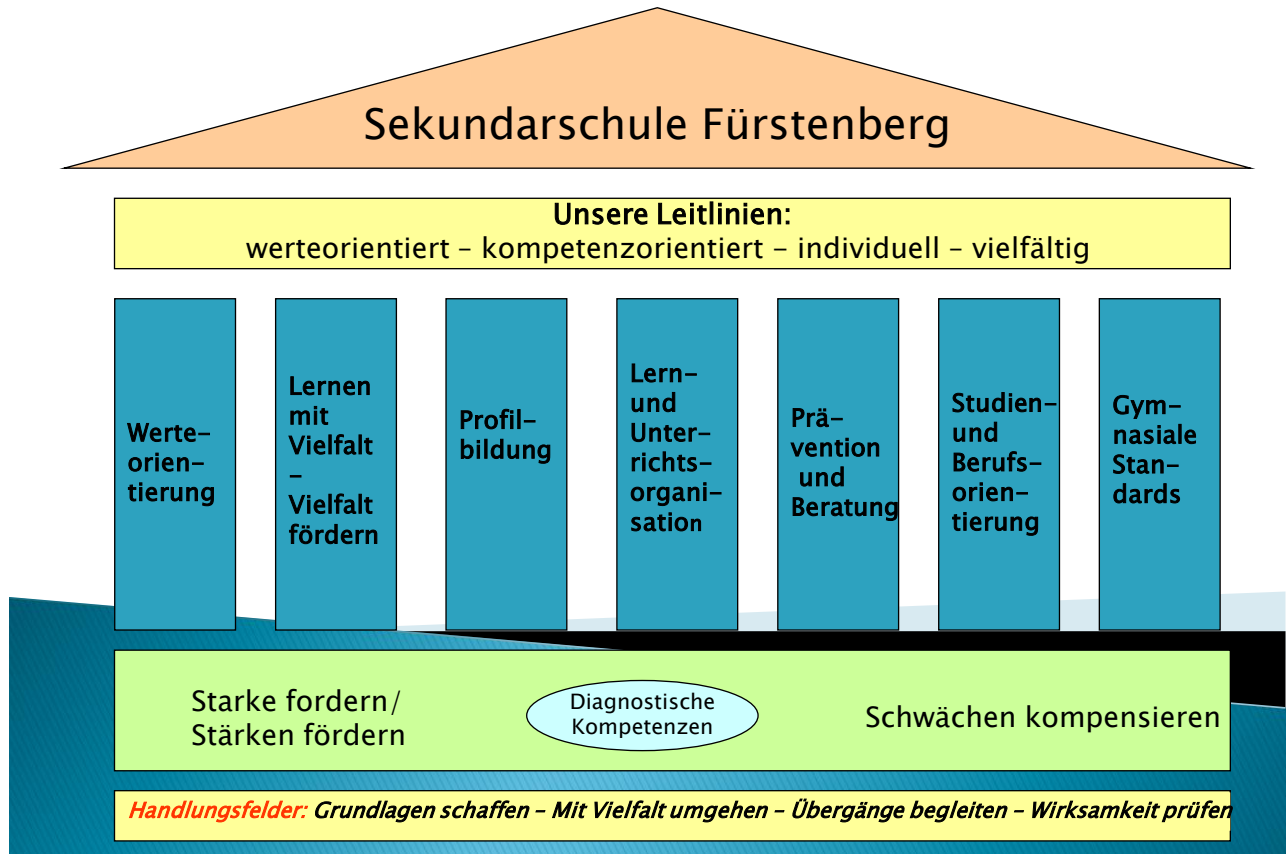 Sekundarschule Fürstenberg
Unsere Leitlinien:
werteorientiert – kompetenzorientiert – individuell – vielfältig
Werte-
orien-
tierung
Lernen
mit
Vielfalt
–
Vielfalt
fördern
Profil-
bildung
Lern-
und
Unter-
richts-
organi-
sation
Prä-
vention
und
Beratung
Studien-
und
Berufs-
orien-
tierung
Gym-
nasiale
Stan-
dards
Starke fordern/
Stärken fördern
Diagnostische
Kompetenzen
Schwächen kompensieren
Handlungsfelder: Grundlagen schaffen – Mit Vielfalt umgehen – Übergänge begleiten – Wirksamkeit prüfen